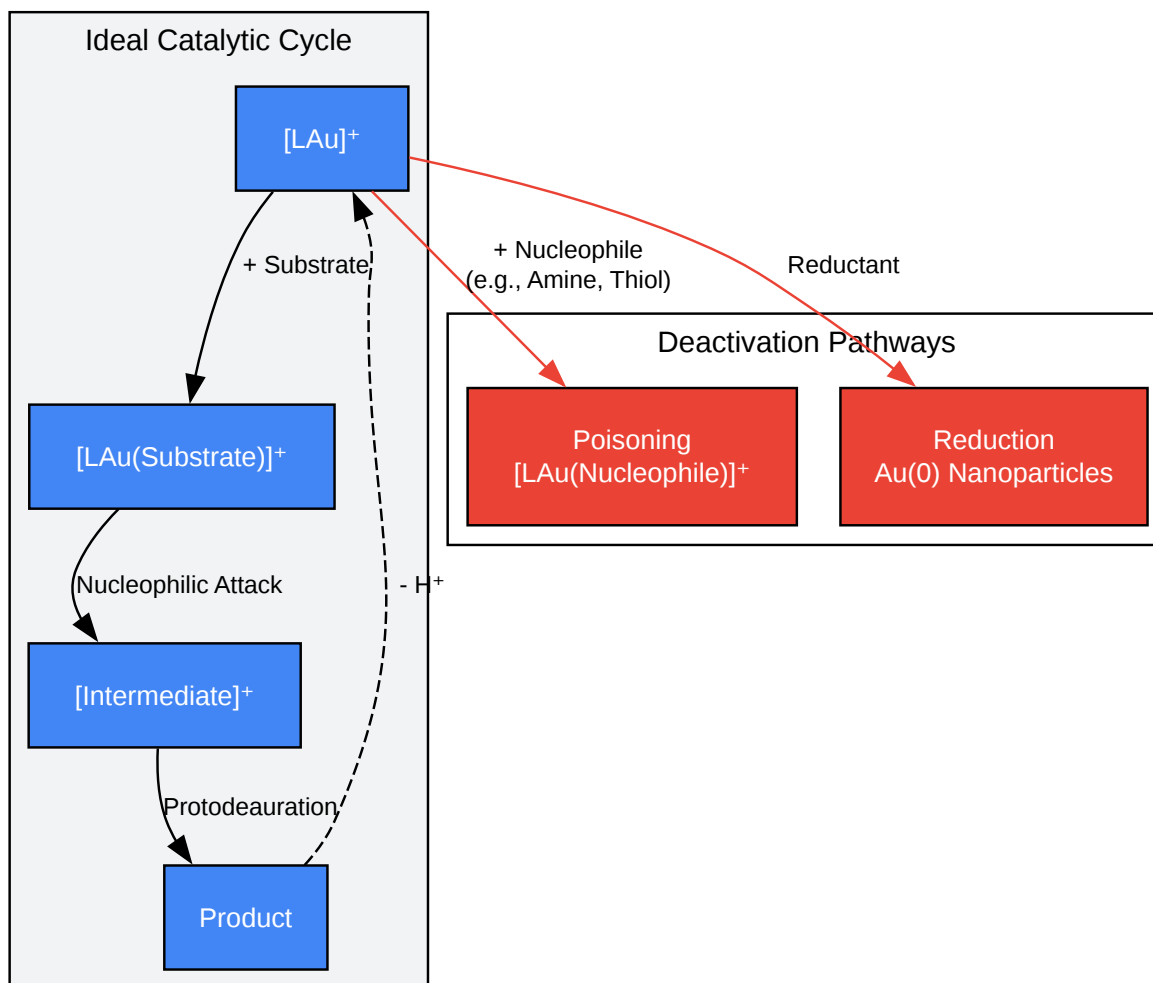 Ideal Catalytic Cycle
[LAu]⁺
+ Substrate
+ Nucleophile
(e.g., Amine, Thiol)
Reductant
Deactivation Pathways
[LAu(Substrate)]⁺
Poisoning
[LAu(Nucleophile)]⁺
Reduction
Au(0) Nanoparticles
Nucleophilic Attack
- H⁺
[Intermediate]⁺
Protodeauration
Product